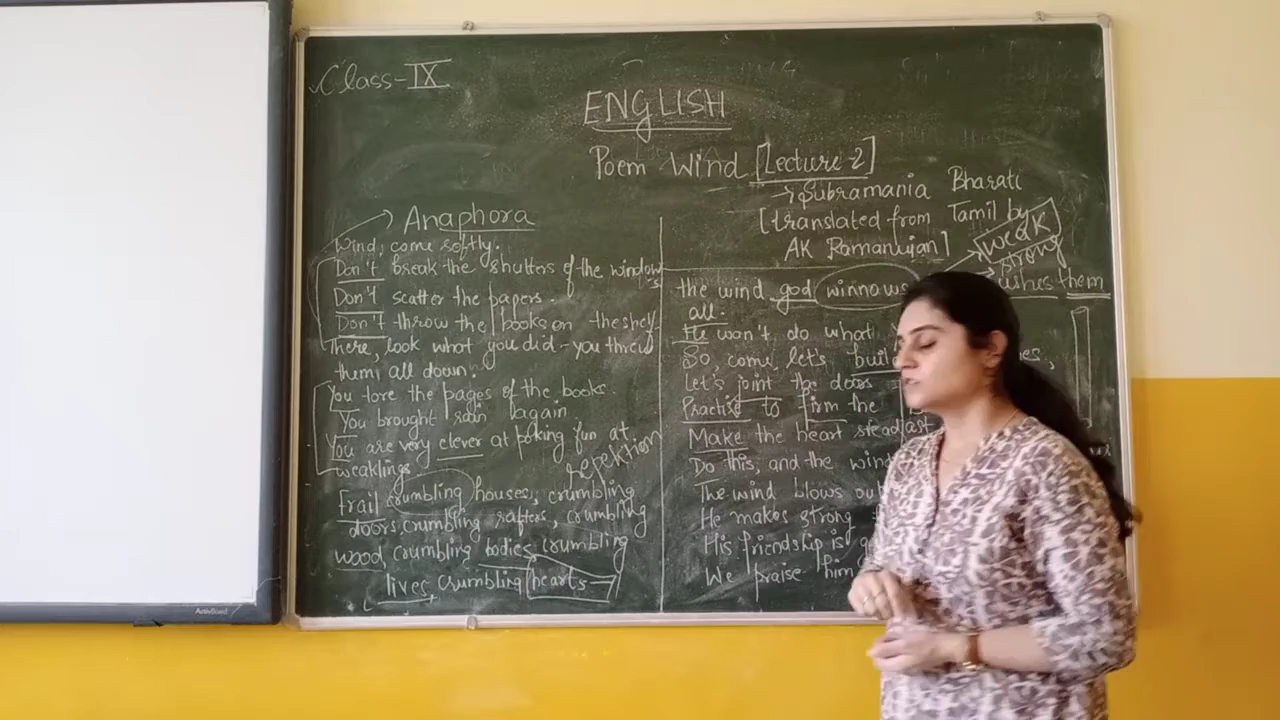 Class-IX
ENGLISH
Poem Wind [Lecture-2]
→ Subramania Bharati
[translated from Tamil by
AK Ramanujan]
weak
strong
→ Anaphora
Wind, come softly.
Don't break the shutters of the windows
Don't scatter the papers.
Don't throw the books on the shelf.
There, look what you did - you threw
them all down.
You tore the pages of the books.
You brought rain again.
You are very clever at poking fun at
weaklings
repetition
Frail crumbling houses, crumbling
doors crumbling rafters, crumbling
wood, crumbling bodies crumbling
lives, crumbling hearts
the wind god winnows
them
all.
He won't do what
So, come, let's build
Let's joint the doors
Practise to firm the
Make the heart steadfast
Do this, and the wind
The wind blows out
He makes strong
His friendship is
We praise him
ActivBoard